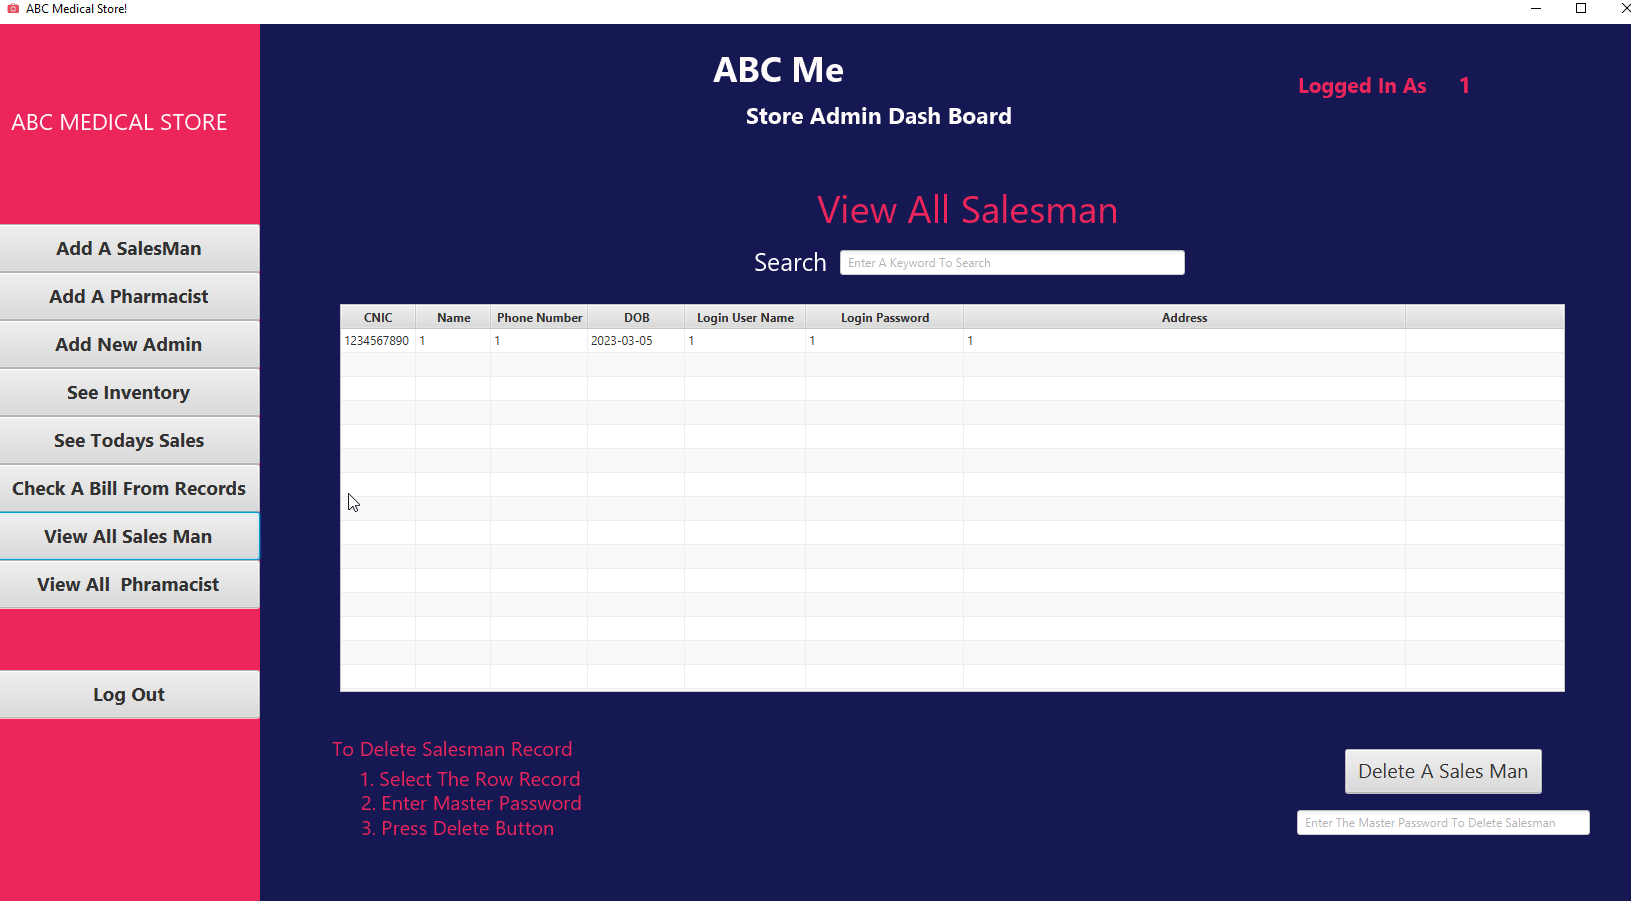 ABC Medical Store!
ABC MEDICAL STORE
Add A SalesMan
Add A Pharmacist
Add New Admin
See Inventory
See Todays Sales
Check A Bill From Records
View All Sales Man
View All  Phramacist
Log Out
ABC Me
Store Admin Dash Board
Logged In As 1
View All Salesman
Search Enter A Keyword To Search
CNIC Name Phone Number DOB Login User Name Login Password Address
1234567890 1 1 2023-03-05 1 1 1
To Delete Salesman Record
1. Select The Row Record
2. Enter Master Password
3. Press Delete Button
Delete A Sales Man
Enter The Master Password To Delete Salesman